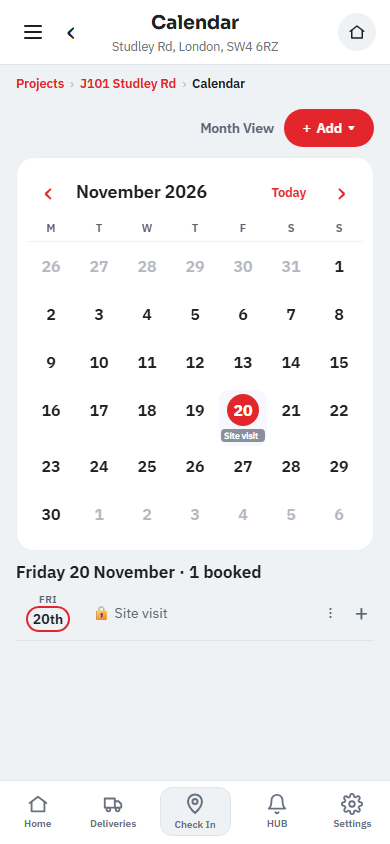 Calendar
Studley Rd, London, SW4 6RZ
Projects › J101 Studley Rd › Calendar
Month View
+ Add
November 2026
Today
M T W T F S S
26 27 28 29 30 31 1
2 3 4 5 6 7 8
9 10 11 12 13 14 15
16 17 18 19 20 21 22
Site visit
23 24 25 26 27 28 29
30 1 2 3 4 5 6
Friday 20 November · 1 booked
FRI
20th
Site visit
Home Deliveries Check In HUB Settings